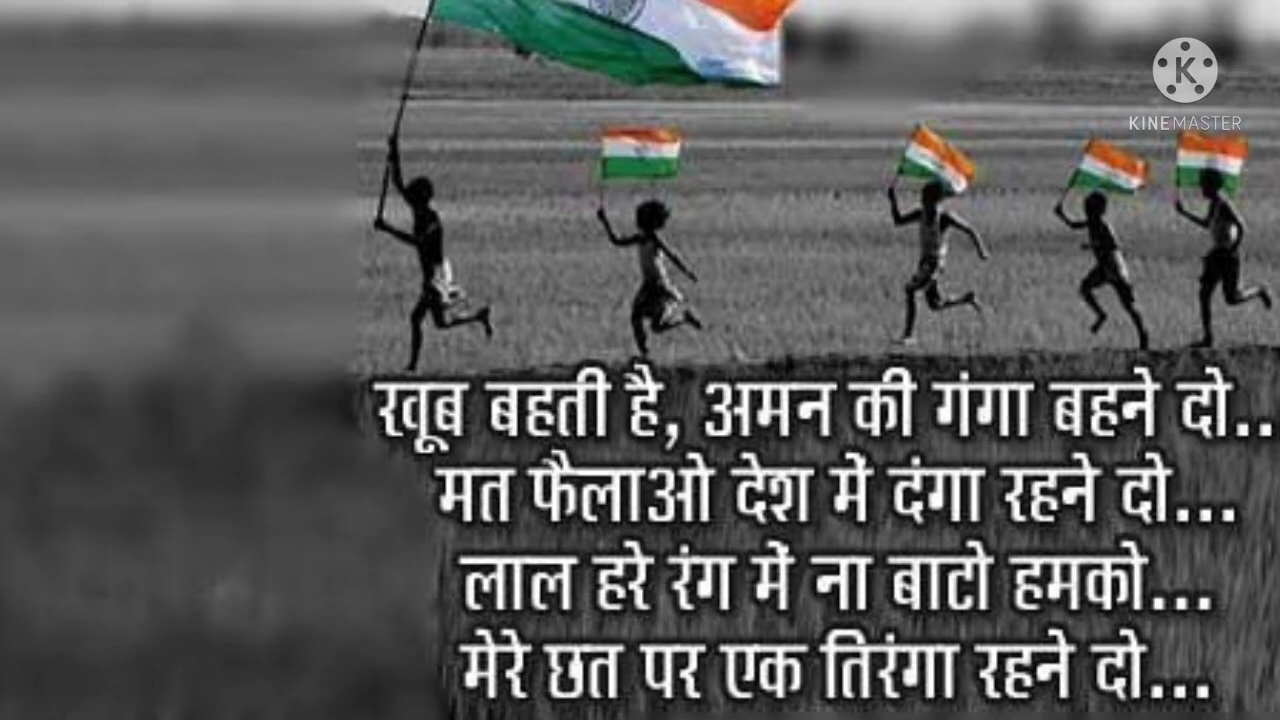 KINEMASTER
खूब बहती है, अमन की गंगा बहने दो..
मत फैलाओ देश में दंगा रहने दो...
लाल हरे रंग में ना बाटो हमको...
मेरे छत पर एक तिरंगा रहने दो...